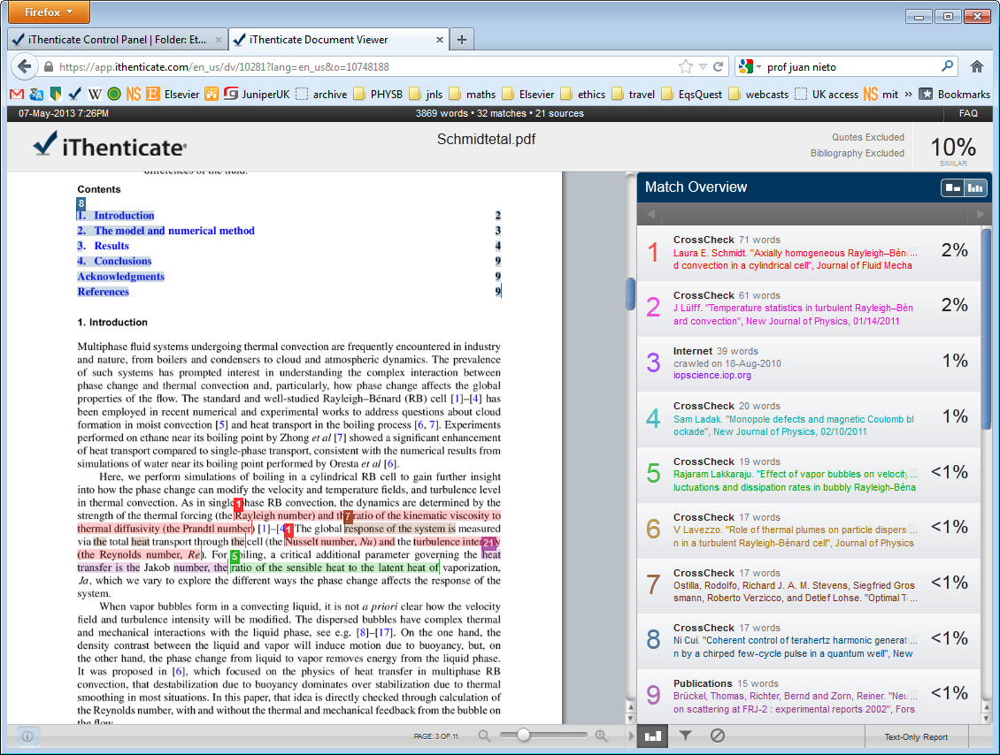 Firefox
iThenticate Control Panel | Folder: Et...
iThenticate Document Viewer
https://app.ithenticate.com/en_us/dv/10281?lang=en_us&o=10748188
prof juan nieto
W NS Elsevier JuniperUK archive PHYSB jnls maths Elsevier ethics travel EqsQuest webcasts UK access NS mit » Bookmarks
07-May-2013 7:26PM
3869 words • 32 matches • 21 sources
FAQ
iThenticate®
Schmidtetal.pdf
Quotes Excluded
Bibliography Excluded
10%
SIMILAR
differences of the fluid.
Contents
8
1. Introduction 2
2. The model and numerical method 3
3. Results 4
4. Conclusions 9
Acknowledgments 9
References 9
1. Introduction
Multiphase fluid systems undergoing thermal convection are frequently encountered in industry
and nature, from boilers and condensers to cloud and atmospheric dynamics. The prevalence
of such systems has prompted interest in understanding the complex interaction between
phase change and thermal convection and, particularly, how phase change affects the global
properties of the flow. The standard and well-studied Rayleigh–Bénard (RB) cell [1]–[4] has
been employed in recent numerical and experimental works to address questions about cloud
formation in moist convection [5] and heat transport in the boiling process [6, 7]. Experiments
performed on ethane near its boiling point by Zhong et al [7] showed a significant enhancement
of heat transport compared to single-phase transport, consistent with the numerical results from
simulations of water near its boiling point performed by Oresta et al [6].
Here, we perform simulations of boiling in a cylindrical RB cell to gain further insight
into how the phase change can modify the velocity and temperature fields, and turbulence level
in thermal convection. As in single 1 hase RB convection, the dynamics are determined by the
strength of the thermal forcing (the Rayleigh number) and th 7 ratio of the kinematic viscosity to
thermal diffusivity (the Prandtl number) [1]–[4 1 The global response of the system is measured
via the total heat transport through the cell (the Nusselt number, Nu) and the turbulence intensity 21
(the Reynolds number, Re). For 5 oiling, a critical additional parameter governing the heat
transfer is the Jakob number, the ratio of the sensible heat to the latent heat of vaporization,
Ja, which we vary to explore the different ways the phase change affects the response of the
system.
When vapor bubbles form in a convecting liquid, it is not a priori clear how the velocity
field and turbulence intensity will be modified. The dispersed bubbles have complex thermal
and mechanical interactions with the liquid phase, see e.g. [8]–[17]. On the one hand, the
density contrast between the liquid and vapor will induce motion due to buoyancy, but, on
the other hand, the phase change from liquid to vapor removes energy from the liquid phase.
It was proposed in [6], which focused on the physics of heat transfer in multiphase RB
convection, that destabilization due to buoyancy dominates over stabilization due to thermal
smoothing in most situations. In this paper, that idea is directly checked through calculation of
the Reynolds number, with and without the thermal and mechanical feedback from the bubble on
the flow.
Match Overview
1 CrossCheck 71 words 2%
Laura E. Schmidt. "Axially homogeneous Rayleigh–Bén...
d convection in a cylindrical cell", Journal of Fluid Mecha
2 CrossCheck 61 words 2%
J Lülff. "Temperature statistics in turbulent Rayleigh–Bén
ard convection", New Journal of Physics, 01/14/2011
3 Internet 39 words 1%
crawled on 18-Aug-2010
iopscience.iop.org
4 CrossCheck 20 words 1%
Sam Ladak. "Monopole defects and magnetic Coulomb bl
ockade", New Journal of Physics, 02/10/2011
5 CrossCheck 19 words <1%
Rajaram Lakkaraju. "Effect of vapor bubbles on velocity...
luctuations and dissipation rates in bubbly Rayleigh-Béna
6 CrossCheck 17 words <1%
V Lavezzo. "Role of thermal plumes on particle dispers ...
n in a turbulent Rayleigh-Bénard cell", Journal of Physics
7 CrossCheck 17 words <1%
Ostilla, Rodolfo, Richard J. A. M. Stevens, Siegfried Gros
smann, Roberto Verzicco, and Detlef Lohse. "Optimal T...
8 CrossCheck 17 words <1%
Ni Cui. "Coherent control of terahertz harmonic generat ...
n by a chirped few-cycle pulse in a quantum well", New
9 Publications 15 words <1%
Brückel, Thomas, Richter, Bernd and Zorn, Reiner. "Neu...
on scattering at FRJ-2 : experimental reports 2002", Fors
PAGE: 3 OF 11
Text-Only Report